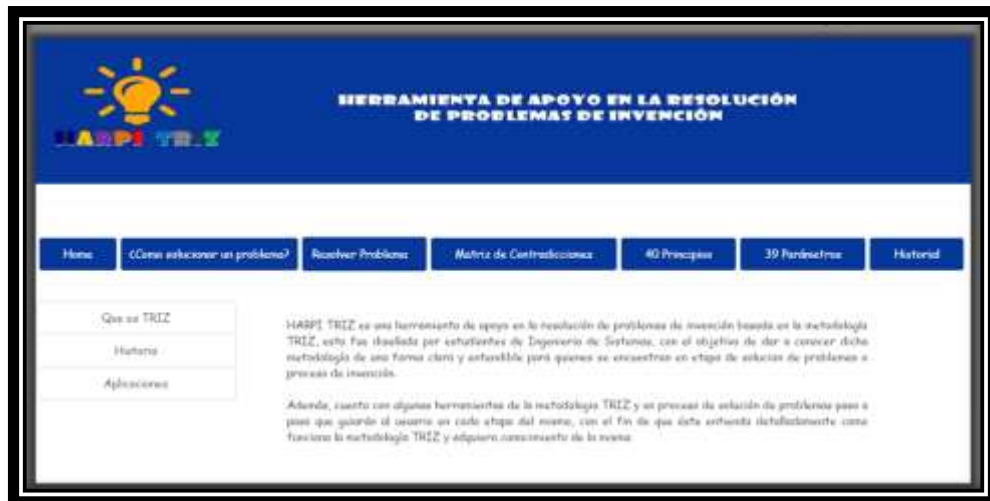 HERRAMIENTA DE APOYO EN LA RESOLUCIÓN
DE PROBLEMAS DE INVENCIÓN
HARPI TRIZ
Home
¿Como solucionar un problema?
Resolver Problema
Matriz de Contradicciones
40 Principios
39 Parámetros
Historial
Que es TRIZ
Historia
Aplicaciones
HARPI TRIZ es una herramienta de apoyo en la resolución de problemas de invención basada en la metodología
TRIZ, esta fue diseñada por estudiantes de Ingeniería de Sistemas, con el objetivo de dar a conocer dicha
metodología de una forma clara y entendible para quienes se encuentran en etapa de solución de problemas o
proceso de invención.
Además, cuenta con algunas herramientas de la metodología TRIZ y un proceso de solución de problemas paso a
paso que guiarán al usuario en cada etapa del mismo, con el fin de que éste entienda detalladamente como
funciona la metodología TRIZ y adquiera conocimiento de la misma.